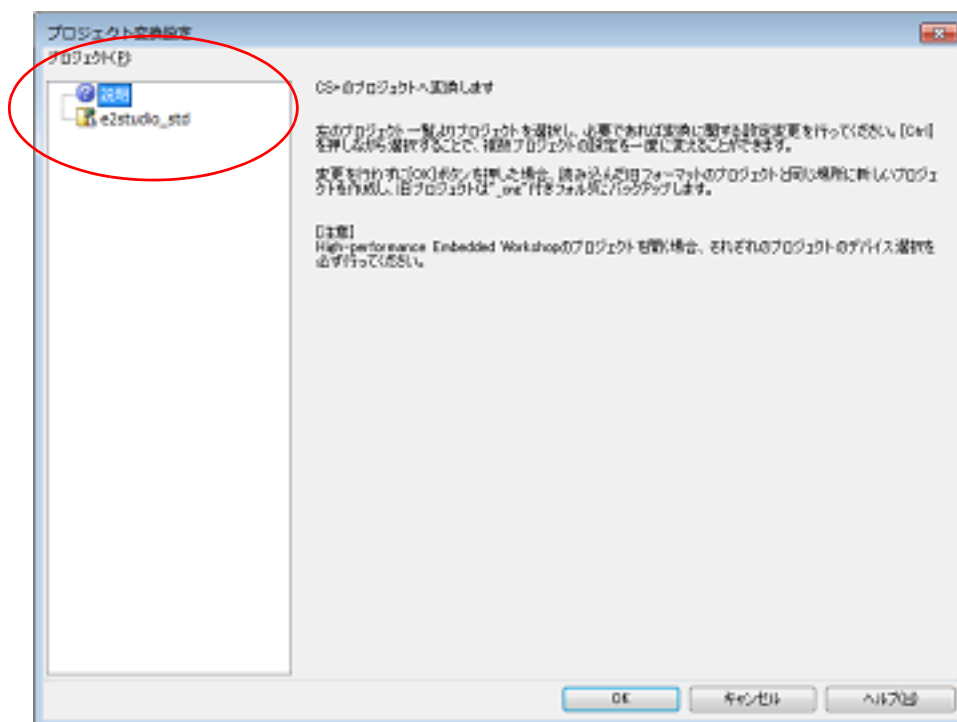 プロジェクト変換設定
プロジェクト(P)
説明
e2studio_std
CS+のプロジェクトへ変換します
左のプロジェクト一覧よりプロジェクトを選択し、必要であれば変換に関する設定変更を行ってください。[Ctrl]
を押しながら選択することで、複数プロジェクトの設定を一度に変えることができます。
変更を行わずに[OK]ボタンを押した場合、読み込んだ旧フォーマットのプロジェクトと同じ場所に新しいプロジェ
クトを作成し、旧プロジェクトは"_org"付きフォルダにバックアップします。
[注意]
High-performance Embedded Workshopのプロジェクトを開く場合、それぞれのプロジェクトのデバイス選択を
必ず行ってください。
OK
キャンセル
ヘルプ(H)